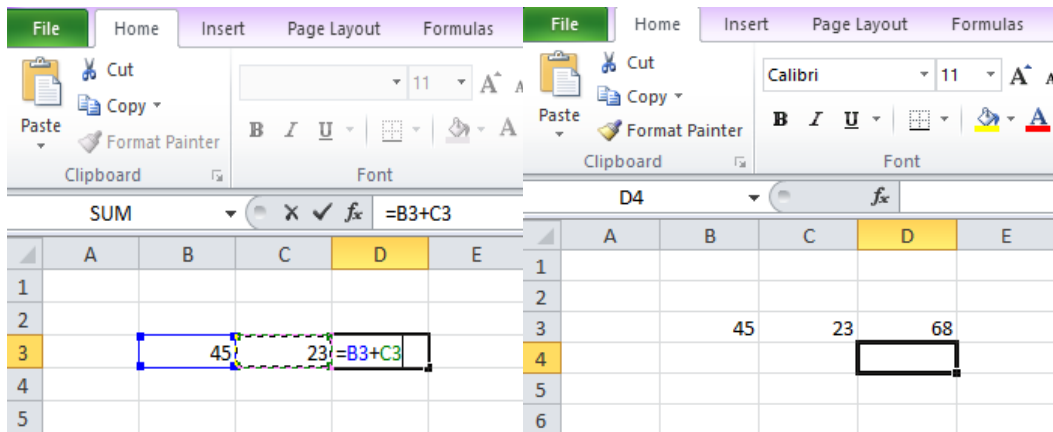 File Home Insert Page Layout Formulas
Cut
Calibri 11 A
Copy
Paste
Format Painter
B I U A
Clipboard Font
SUM fx =B3+C3
A B C D E
1
2
3 45 23 =B3+C3
4
5
File Home Insert Page Layout Formulas
Cut
Calibri 11 A
Copy
Paste
Format Painter
B I U A
Clipboard Font
D4 fx
A B C D E
1
2
3 45 23 68
4
5
6